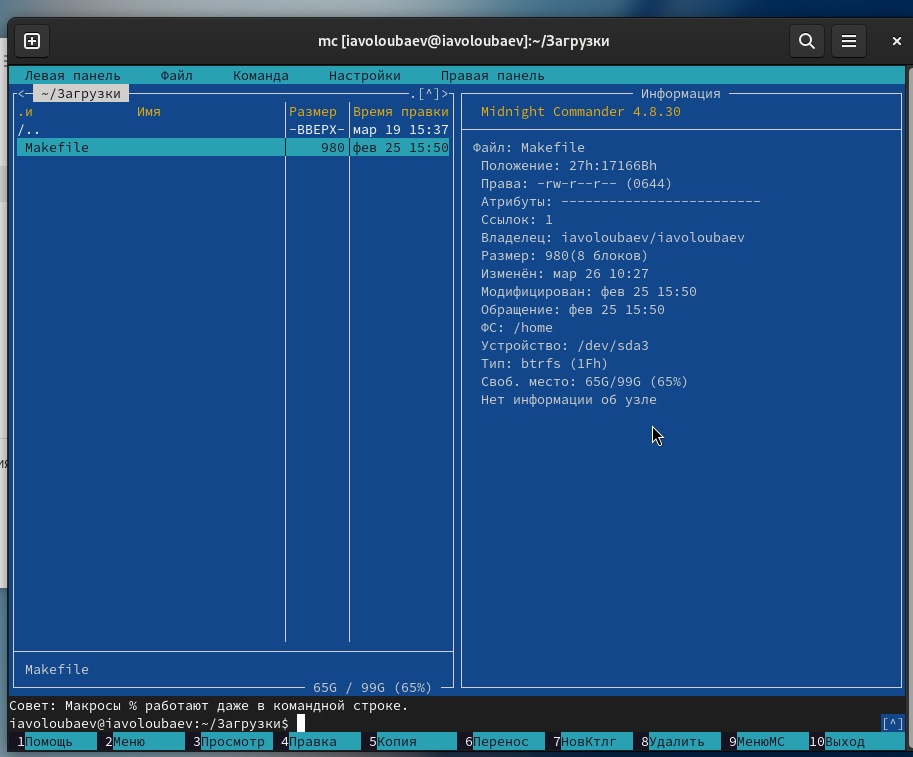 mc [iavoloubaev@iavoloubaev]:~/Загрузки
Левая панель Файл Команда Настройки Правая панель
<─ ~/Загрузки .[^]>
.и Имя Размер Время правки
/.. -ВВЕРХ- мар 19 15:37
Makefile 980 фев 25 15:50
Makefile
65G / 99G (65%)
Информация
Midnight Commander 4.8.30
Файл: Makefile
Положение: 27h:17166Bh
Права: -rw-r--r-- (0644)
Атрибуты: -------------------------
Ссылок: 1
Владелец: iavoloubaev/iavoloubaev
Размер: 980(8 блоков)
Изменён: мар 26 10:27
Модифицирован: фев 25 15:50
Обращение: фев 25 15:50
ФС: /home
Устройство: /dev/sda3
Тип: btrfs (1Fh)
Своб. место: 65G/99G (65%)
Нет информации об узле
Совет: Макросы % работают даже в командной строке.
iavoloubaev@iavoloubaev:~/Загрузки$ [^]
1Помощь 2Меню 3Просмотр 4Правка 5Копия 6Перенос 7НовКтлг 8Удалить 9МенюМС 10Выход